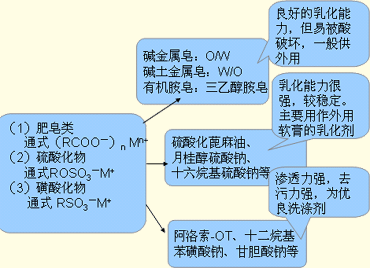 （1）肥皂类
通式（RCOO—）n Mn+
（2）硫酸化物
通式ROSO3—M+
（3）磺酸化物
通式 RSO3—M+
碱金属皂：O/W
碱土金属皂：W/O
有机胺皂：三乙醇胺皂
良好的乳化能
力，但易被酸
破坏，一般供
外用
硫酸化蓖麻油、
月桂醇硫酸钠、
十六烷基硫酸钠等
乳化能力很
强，较稳定。
主要用作外用
软膏的乳化剂
阿洛索-OT、十二烷基
苯磺酸钠、甘胆酸钠等
渗透力强，去
污力强，为优
良洗涤剂